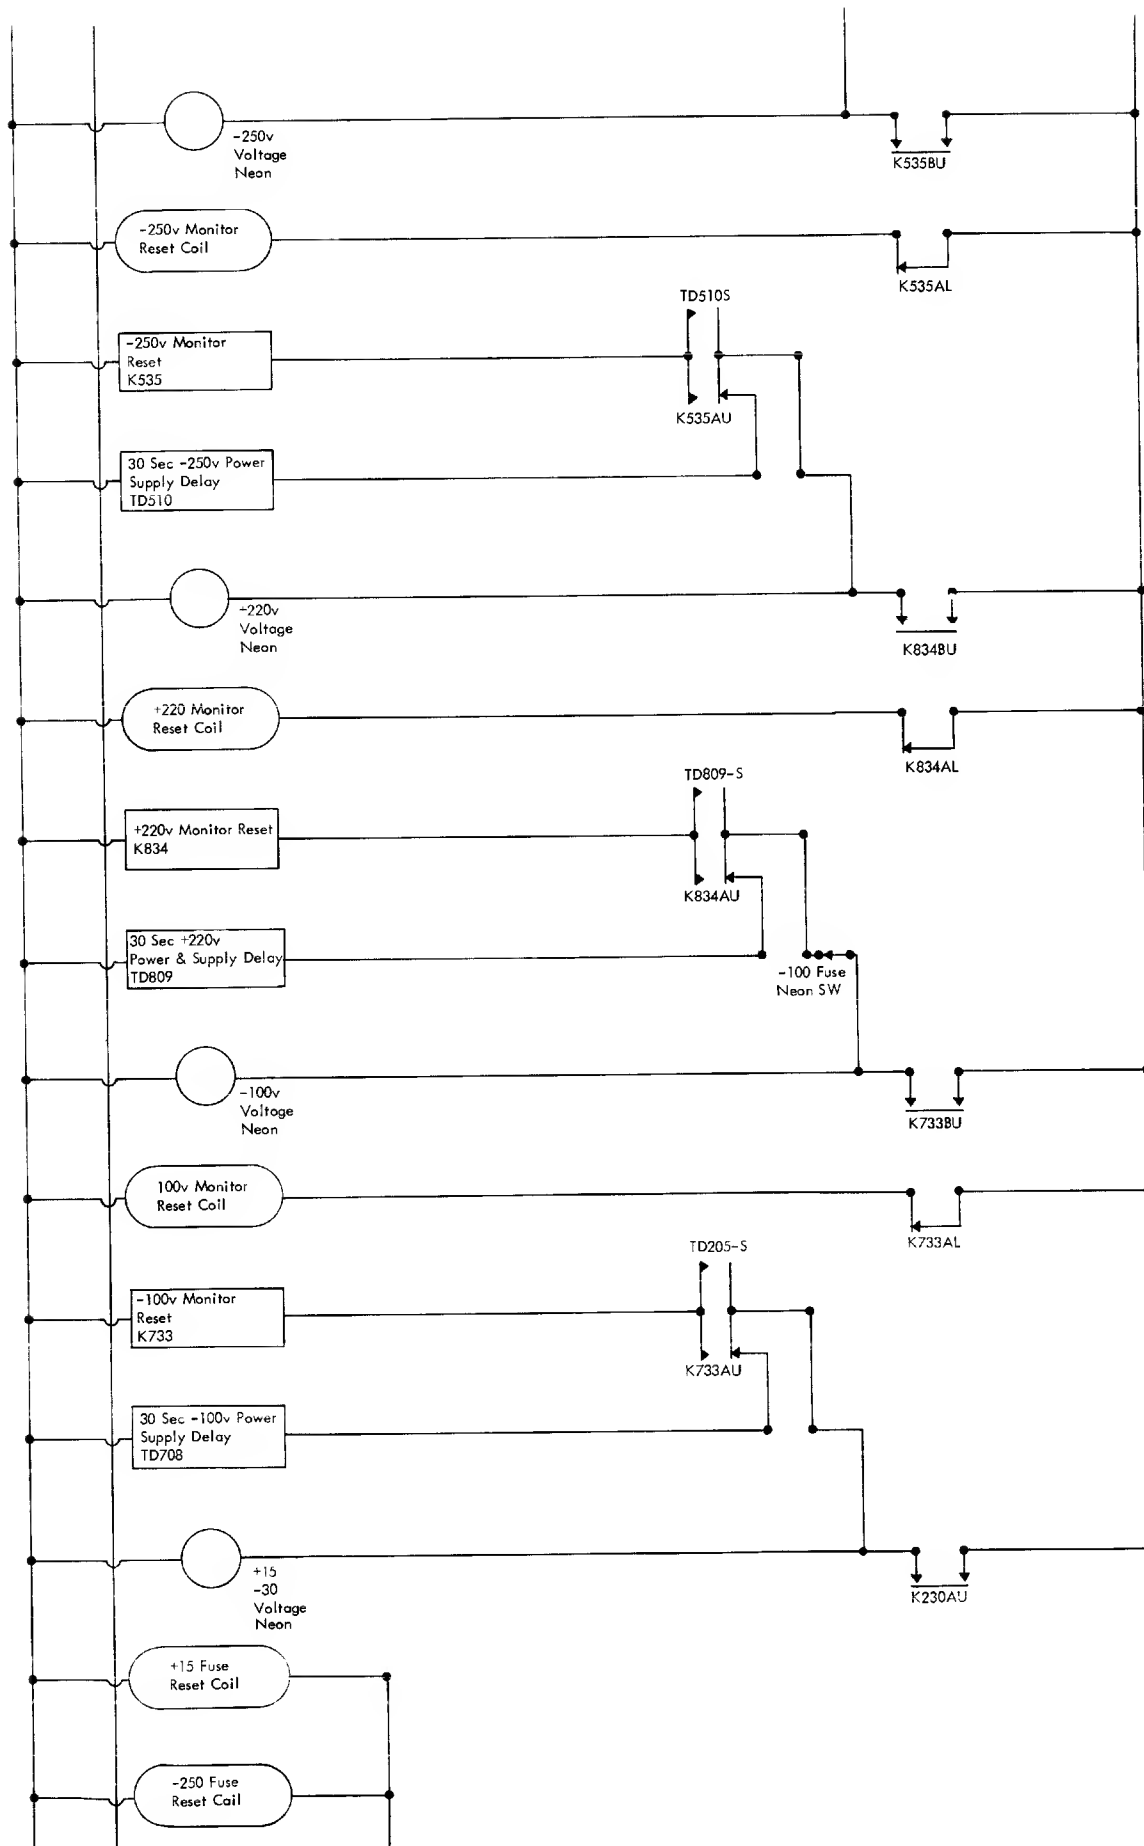 -250v
Voltage
Neon
K535BU
-250v Monitor
Reset Coil
K535AL
TD510S
-250v Monitor
Reset
K535
K535AU
30 Sec -250v Power
Supply Delay
TD510
+220v
Voltage
Neon
K834BU
+220 Monitor
Reset Coil
K834AL
TD809-S
+220v Monitor Reset
K834
K834AU
30 Sec +220v
Power & Supply Delay
TD809
-100 Fuse
Neon SW
-100v
Voltage
Neon
K733BU
100v Monitor
Reset Coil
K733AL
TD205-S
-100v Monitor
Reset
K733
K733AU
30 Sec -100v Power
Supply Delay
TD708
+15
-30
Voltage
Neon
K230AU
+15 Fuse
Reset Coil
-250 Fuse
Reset Coil